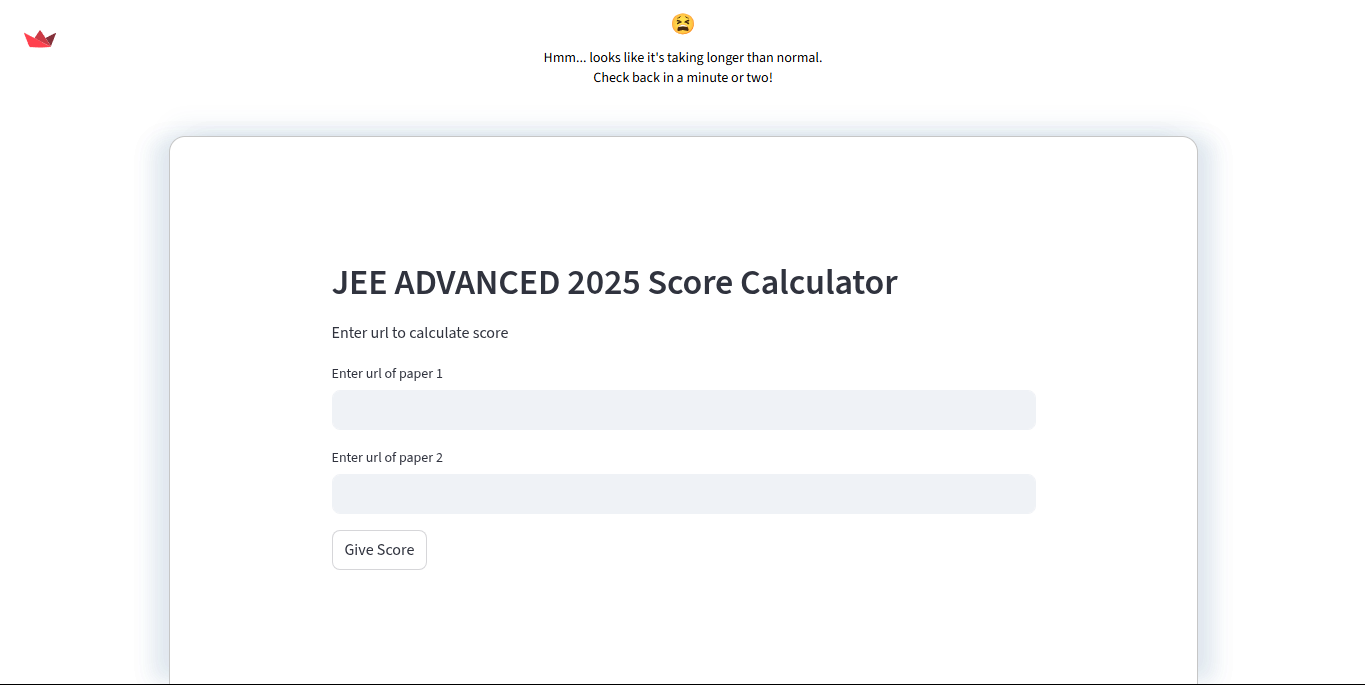 Hmm... looks like it's taking longer than normal.
Check back in a minute or two!
JEE ADVANCED 2025 Score Calculator
Enter url to calculate score
Enter url of paper 1
Enter url of paper 2
Give Score